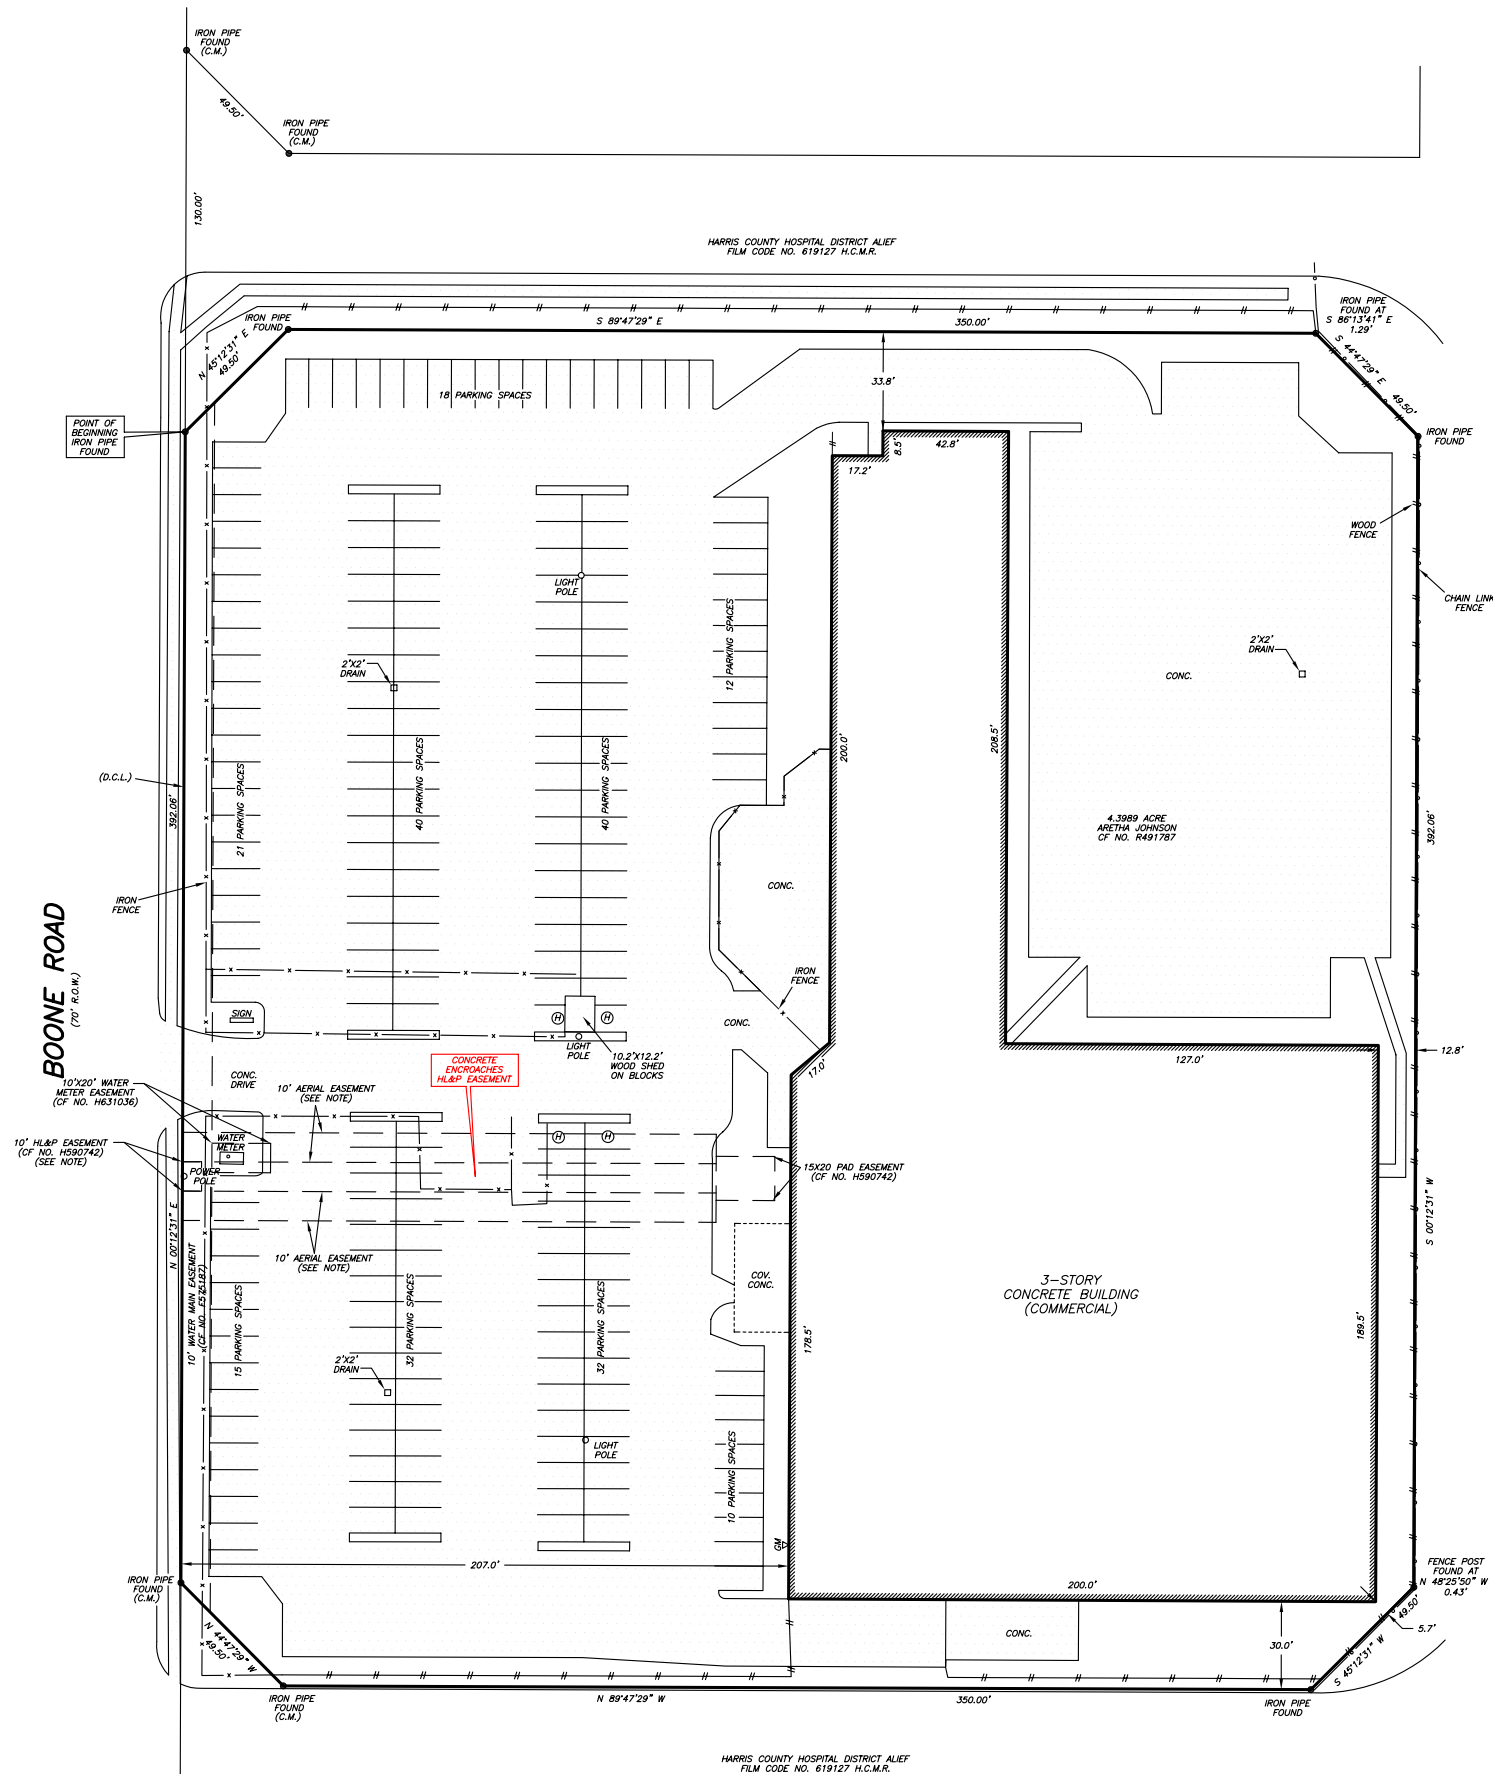 IRON PIPE
FOUND
(C.M.)
49.50'
IRON PIPE
FOUND
(C.M.)
130.00'
HARRIS COUNTY HOSPITAL DISTRICT ALIEF
FILM CODE NO. 619127 H.C.M.R.
IRON PIPE
FOUND
S 89°47'29" E
350.00'
IRON PIPE
FOUND AT
S 86°13'41" E
1.29'
N 45°12'31" E
49.50'
S 44°47'29" E
49.50'
33.8'
18 PARKING SPACES
POINT OF
BEGINNING
IRON PIPE
FOUND
IRON PIPE
FOUND
17.2'
8.5'
42.8'
WOOD
FENCE
LIGHT
POLE
CHAIN LINK
FENCE
12 PARKING SPACES
2'X2'
DRAIN
2'X2'
DRAIN
CONC.
(D.C.L.)
392.06'
21 PARKING SPACES
40 PARKING SPACES
40 PARKING SPACES
200.0'
208.5'
4.3989 ACRE
ARETHA JOHNSON
CF NO. R491787
392.06'
CONC.
IRON
FENCE
BOONE ROAD
(70' R.O.W.)
IRON
FENCE
SIGN
H
H
CONC.
LIGHT
POLE
10.2'X12.2'
WOOD SHED
ON BLOCKS
CONCRETE
ENCROACHES
HL&P EASEMENT
17.0'
127.0'
12.8'
CONC.
DRIVE
10'X20' WATER
METER EASEMENT
(CF NO. H631036)
10' AERIAL EASEMENT
(SEE NOTE)
10' HL&P EASEMENT
(CF NO. H590742)
(SEE NOTE)
WATER
METER
H
H
POWER
POLE
15X20 PAD EASEMENT
(CF NO. H590742)
N 00°12'31" E
S 00°12'31" W
10' AERIAL EASEMENT
(SEE NOTE)
10' WATER MAIN EASEMENT
(CF NO. F575187)
COV.
CONC.
3-STORY
CONCRETE BUILDING
(COMMERCIAL)
15 PARKING SPACES
32 PARKING SPACES
32 PARKING SPACES
178.5'
189.5'
2'X2'
DRAIN
LIGHT
POLE
10 PARKING SPACES
GM
207.0'
200.0'
IRON PIPE
FOUND
(C.M.)
FENCE POST
FOUND AT
N 48°25'50" W
0.43'
N 44°47'29" W
49.50'
CONC.
30.0'
49.50'
S 45°12'31" W
5.7'
IRON PIPE
FOUND
(C.M.)
N 89°47'29" W
350.00'
IRON PIPE
FOUND
HARRIS COUNTY HOSPITAL DISTRICT ALIEF
FILM CODE NO. 619127 H.C.M.R.